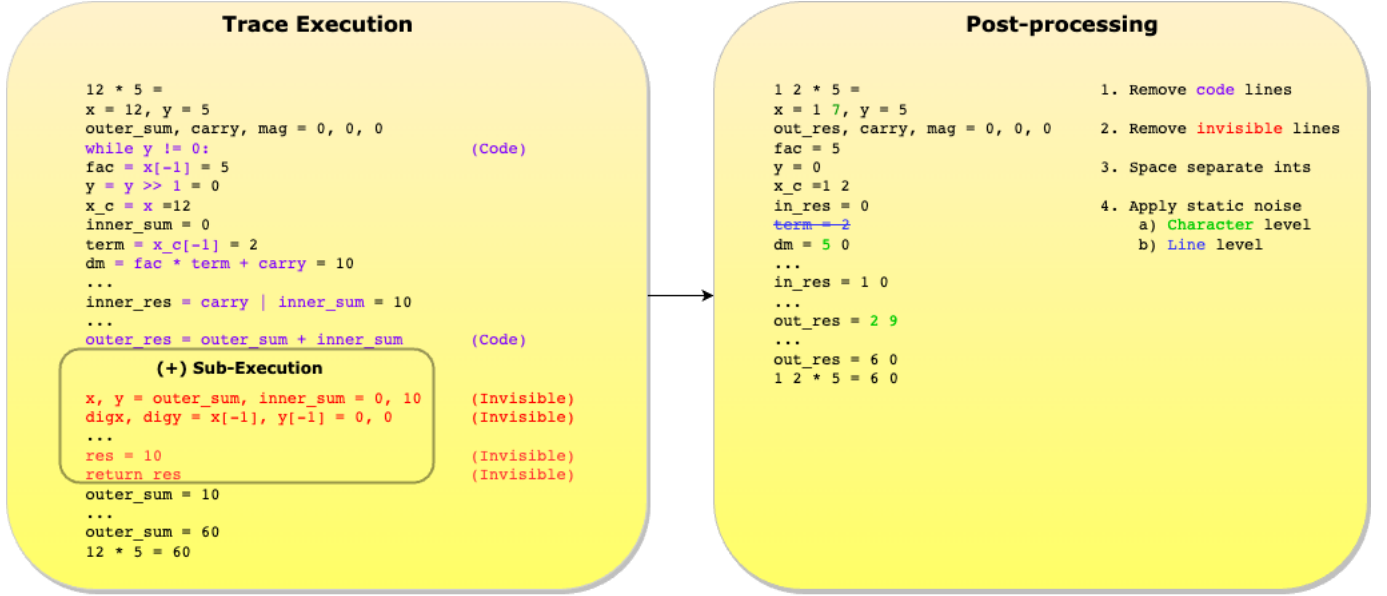 Trace Execution
12 * 5 =
x = 12, y = 5
outer_sum, carry, mag = 0, 0, 0
while y != 0: (Code)
fac = x[-1] = 5
y = y >> 1 = 0
x_c = x =12
inner_sum = 0
term = x_c[-1] = 2
dm = fac * term + carry = 10
...
inner_res = carry | inner_sum = 10
...
outer_res = outer_sum + inner_sum (Code)
(+) Sub-Execution
x, y = outer_sum, inner_sum = 0, 10 (Invisible)
digx, digy = x[-1], y[-1] = 0, 0 (Invisible)
...
res = 10 (Invisible)
return res (Invisible)
outer_sum = 10
...
outer_sum = 60
12 * 5 = 60
Post-processing
1 2 * 5 =
x = 1 7, y = 5
out_res, carry, mag = 0, 0, 0
fac = 5
y = 0
x_c =1 2
in_res = 0
term = 2
dm = 5 0
...
in_res = 1 0
...
out_res = 2 9
...
out_res = 6 0
1 2 * 5 = 6 0
1. Remove code lines
2. Remove invisible lines
3. Space separate ints
4. Apply static noise
a) Character level
b) Line level